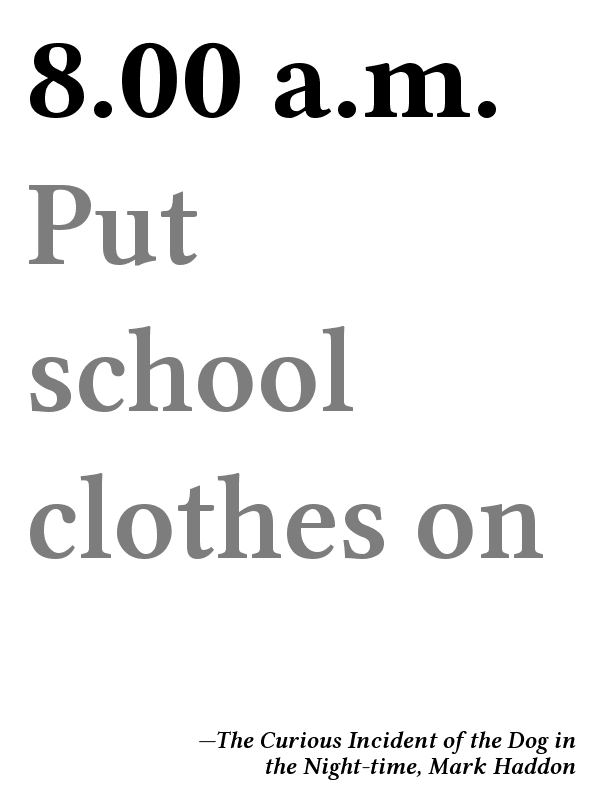 8.00 a.m.
Put
school
clothes on
—The Curious Incident of the Dog in
the Night-time, Mark Haddon